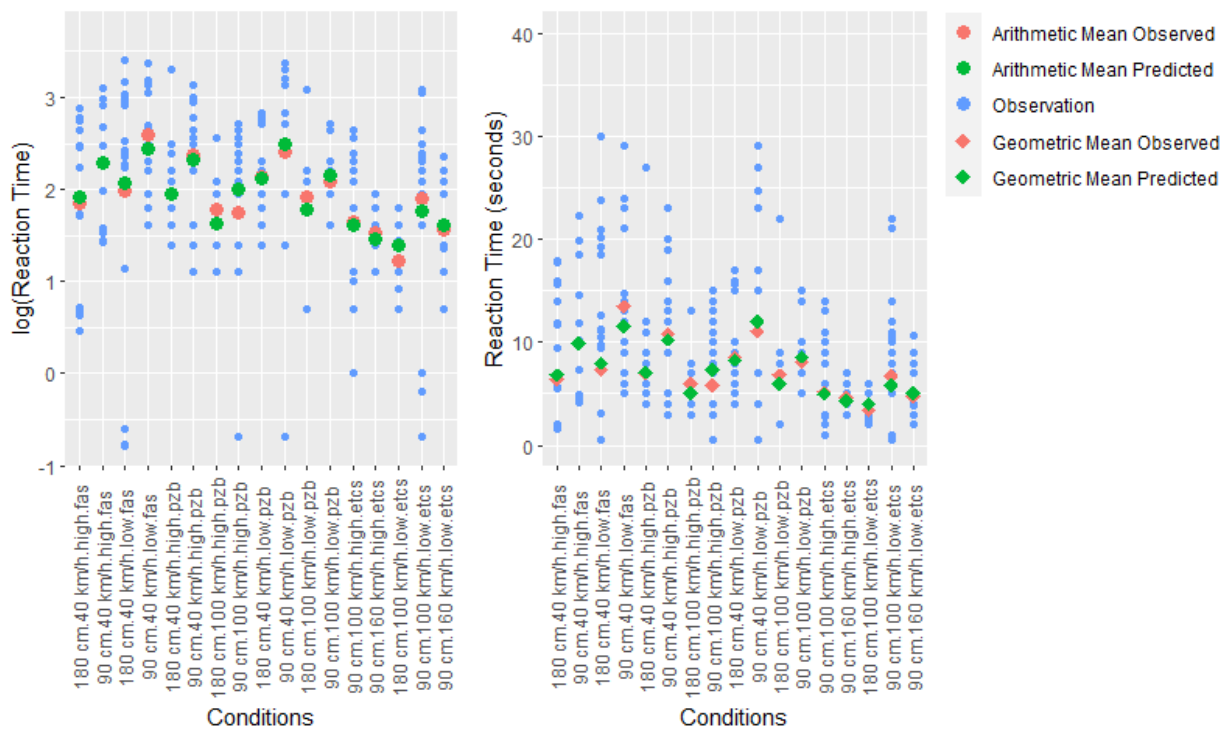 log(Reaction Time)
3
2
1
0
-1
180 cm.40 km/h.high.fas
90 cm.40 km/h.high.fas
180 cm.40 km/h.low.fas
90 cm.40 km/h.low.fas
180 cm.40 km/h.high.pzb
90 cm.40 km/h.high.pzb
180 cm.100 km/h.high.pzb
90 cm.100 km/h.high.pzb
180 cm.40 km/h.low.pzb
90 cm.40 km/h.low.pzb
180 cm.100 km/h.low.pzb
90 cm.100 km/h.low.pzb
90 cm.100 km/h.high.etcs
90 cm.160 km/h.high.etcs
180 cm.100 km/h.low.etcs
90 cm.100 km/h.low.etcs
90 cm.160 km/h.low.etcs
Conditions
Reaction Time (seconds)
40
30
20
10
0
180 cm.40 km/h.high.fas
90 cm.40 km/h.high.fas
180 cm.40 km/h.low.fas
90 cm.40 km/h.low.fas
180 cm.40 km/h.high.pzb
90 cm.40 km/h.high.pzb
180 cm.100 km/h.high.pzb
90 cm.100 km/h.high.pzb
180 cm.40 km/h.low.pzb
90 cm.40 km/h.low.pzb
180 cm.100 km/h.low.pzb
90 cm.100 km/h.low.pzb
90 cm.100 km/h.high.etcs
90 cm.160 km/h.high.etcs
180 cm.100 km/h.low.etcs
90 cm.100 km/h.low.etcs
90 cm.160 km/h.low.etcs
Conditions
Arithmetic Mean Observed
Arithmetic Mean Predicted
Observation
Geometric Mean Observed
Geometric Mean Predicted